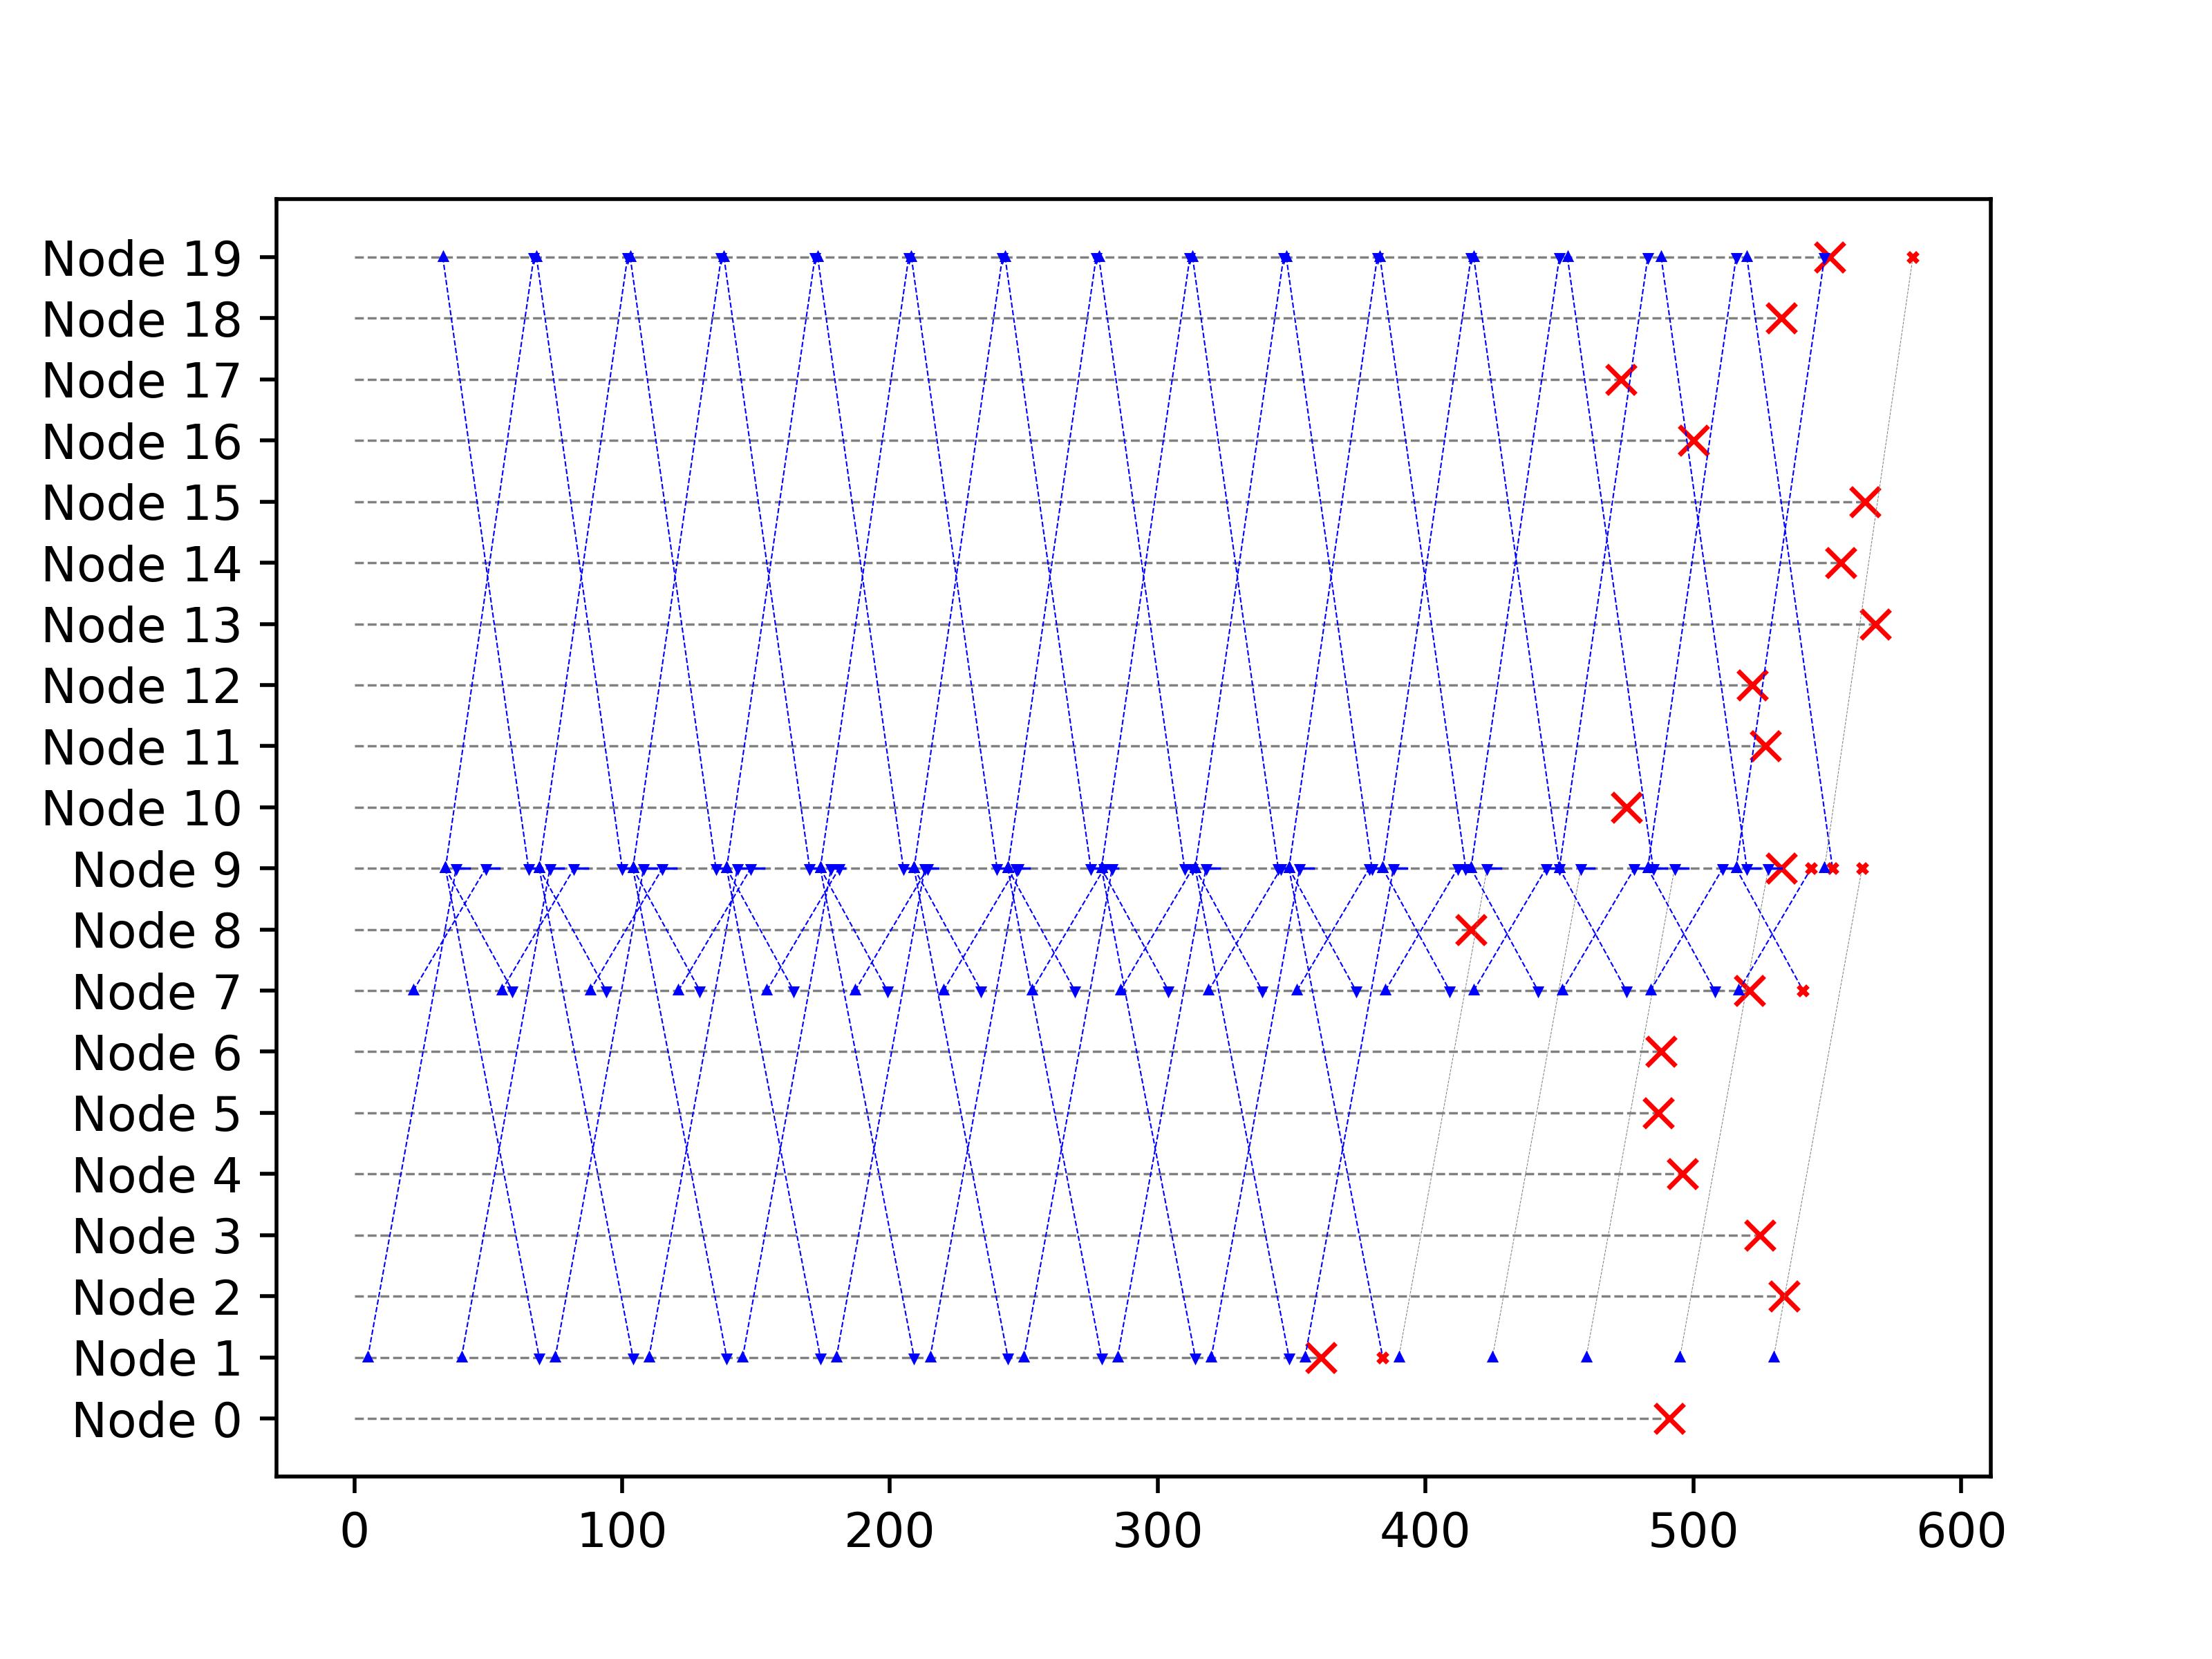 Node 19
Node 18
Node 17
Node 16
Node 15
Node 14
Node 13
Node 12
Node 11
Node 10
Node 9
Node 8
Node 7
Node 6
Node 5
Node 4
Node 3
Node 2
Node 1
Node 0
0 100 200 300 400 500 600